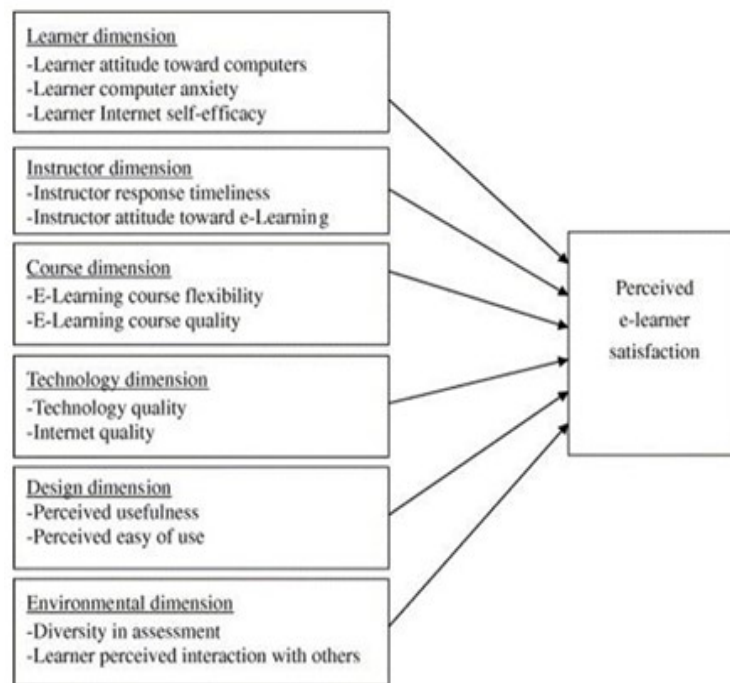 Learner dimension
-Learner attitude toward computers
-Learner computer anxiety
-Learner Internet self-efficacy
Instructor dimension
-Instructor response timeliness
-Instructor attitude toward e-Learning
Course dimension
-E-Learning course flexibility
-E-Learning course quality
Technology dimension
-Technology quality
-Internet quality
Design dimension
-Perceived usefulness
-Perceived easy of use
Environmental dimension
-Diversity in assessment
-Learner perceived interaction with others
Perceived
e-learner
satisfaction